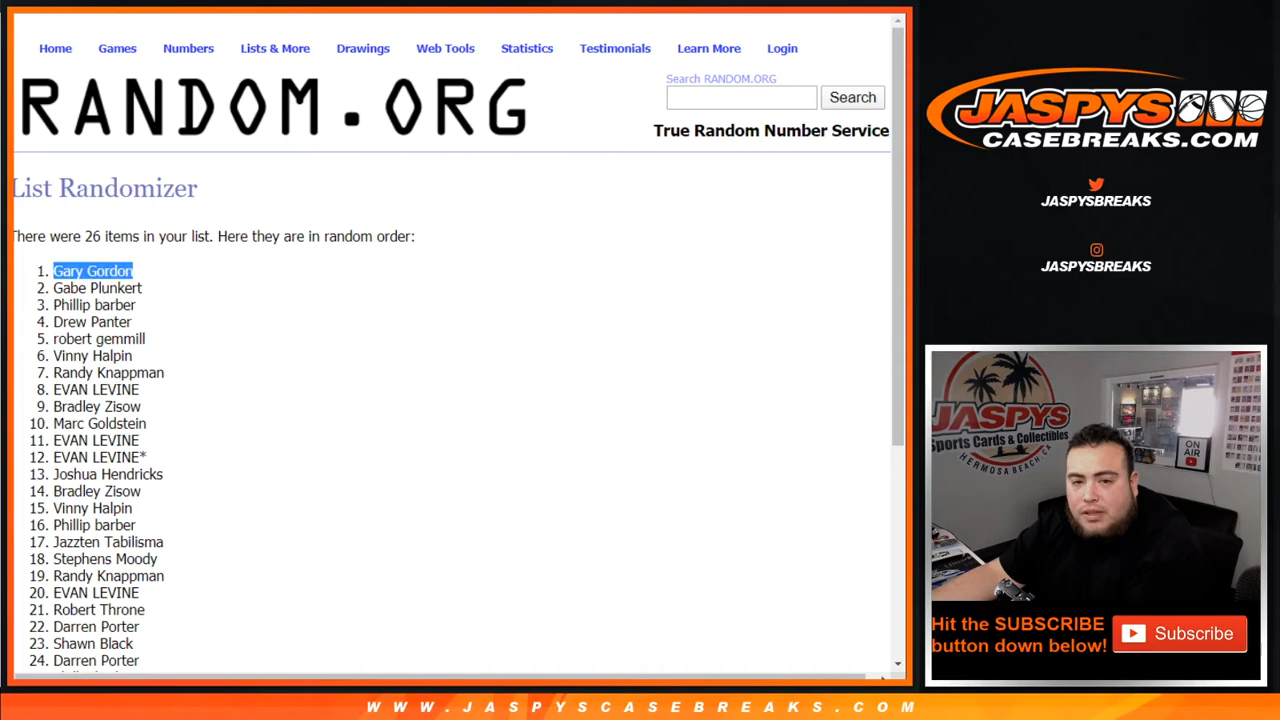 Home Games Numbers Lists & More Drawings Web Tools Statistics Testimonials Learn More Login
Search RANDOM.ORG
RANDOM.ORG
Search
True Random Number Service
List Randomizer
There were 26 items in your list. Here they are in random order:
1. Gary Gordon
2. Gabe Plunkert
3. Phillip barber
4. Drew Panter
5. robert gemmill
6. Vinny Halpin
7. Randy Knappman
8. EVAN LEVINE
9. Bradley Zisow
10. Marc Goldstein
11. EVAN LEVINE
12. EVAN LEVINE*
13. Joshua Hendricks
14. Bradley Zisow
15. Vinny Halpin
16. Phillip barber
17. Jazzten Tabilisma
18. Stephens Moody
19. Randy Knappman
20. EVAN LEVINE
21. Robert Throne
22. Darren Porter
23. Shawn Black
24. Darren Porter
JASPYS
CASEBREAKS.COM
JASPYSBREAKS
JASPYSBREAKS
JASPYS
Sports Cards & Collectibles
HERMOSA BEACH, CA
ON
AIR
Hit the SUBSCRIBE
button down below!
Subscribe
WWW.JASPYSCASEBREAKS.COM